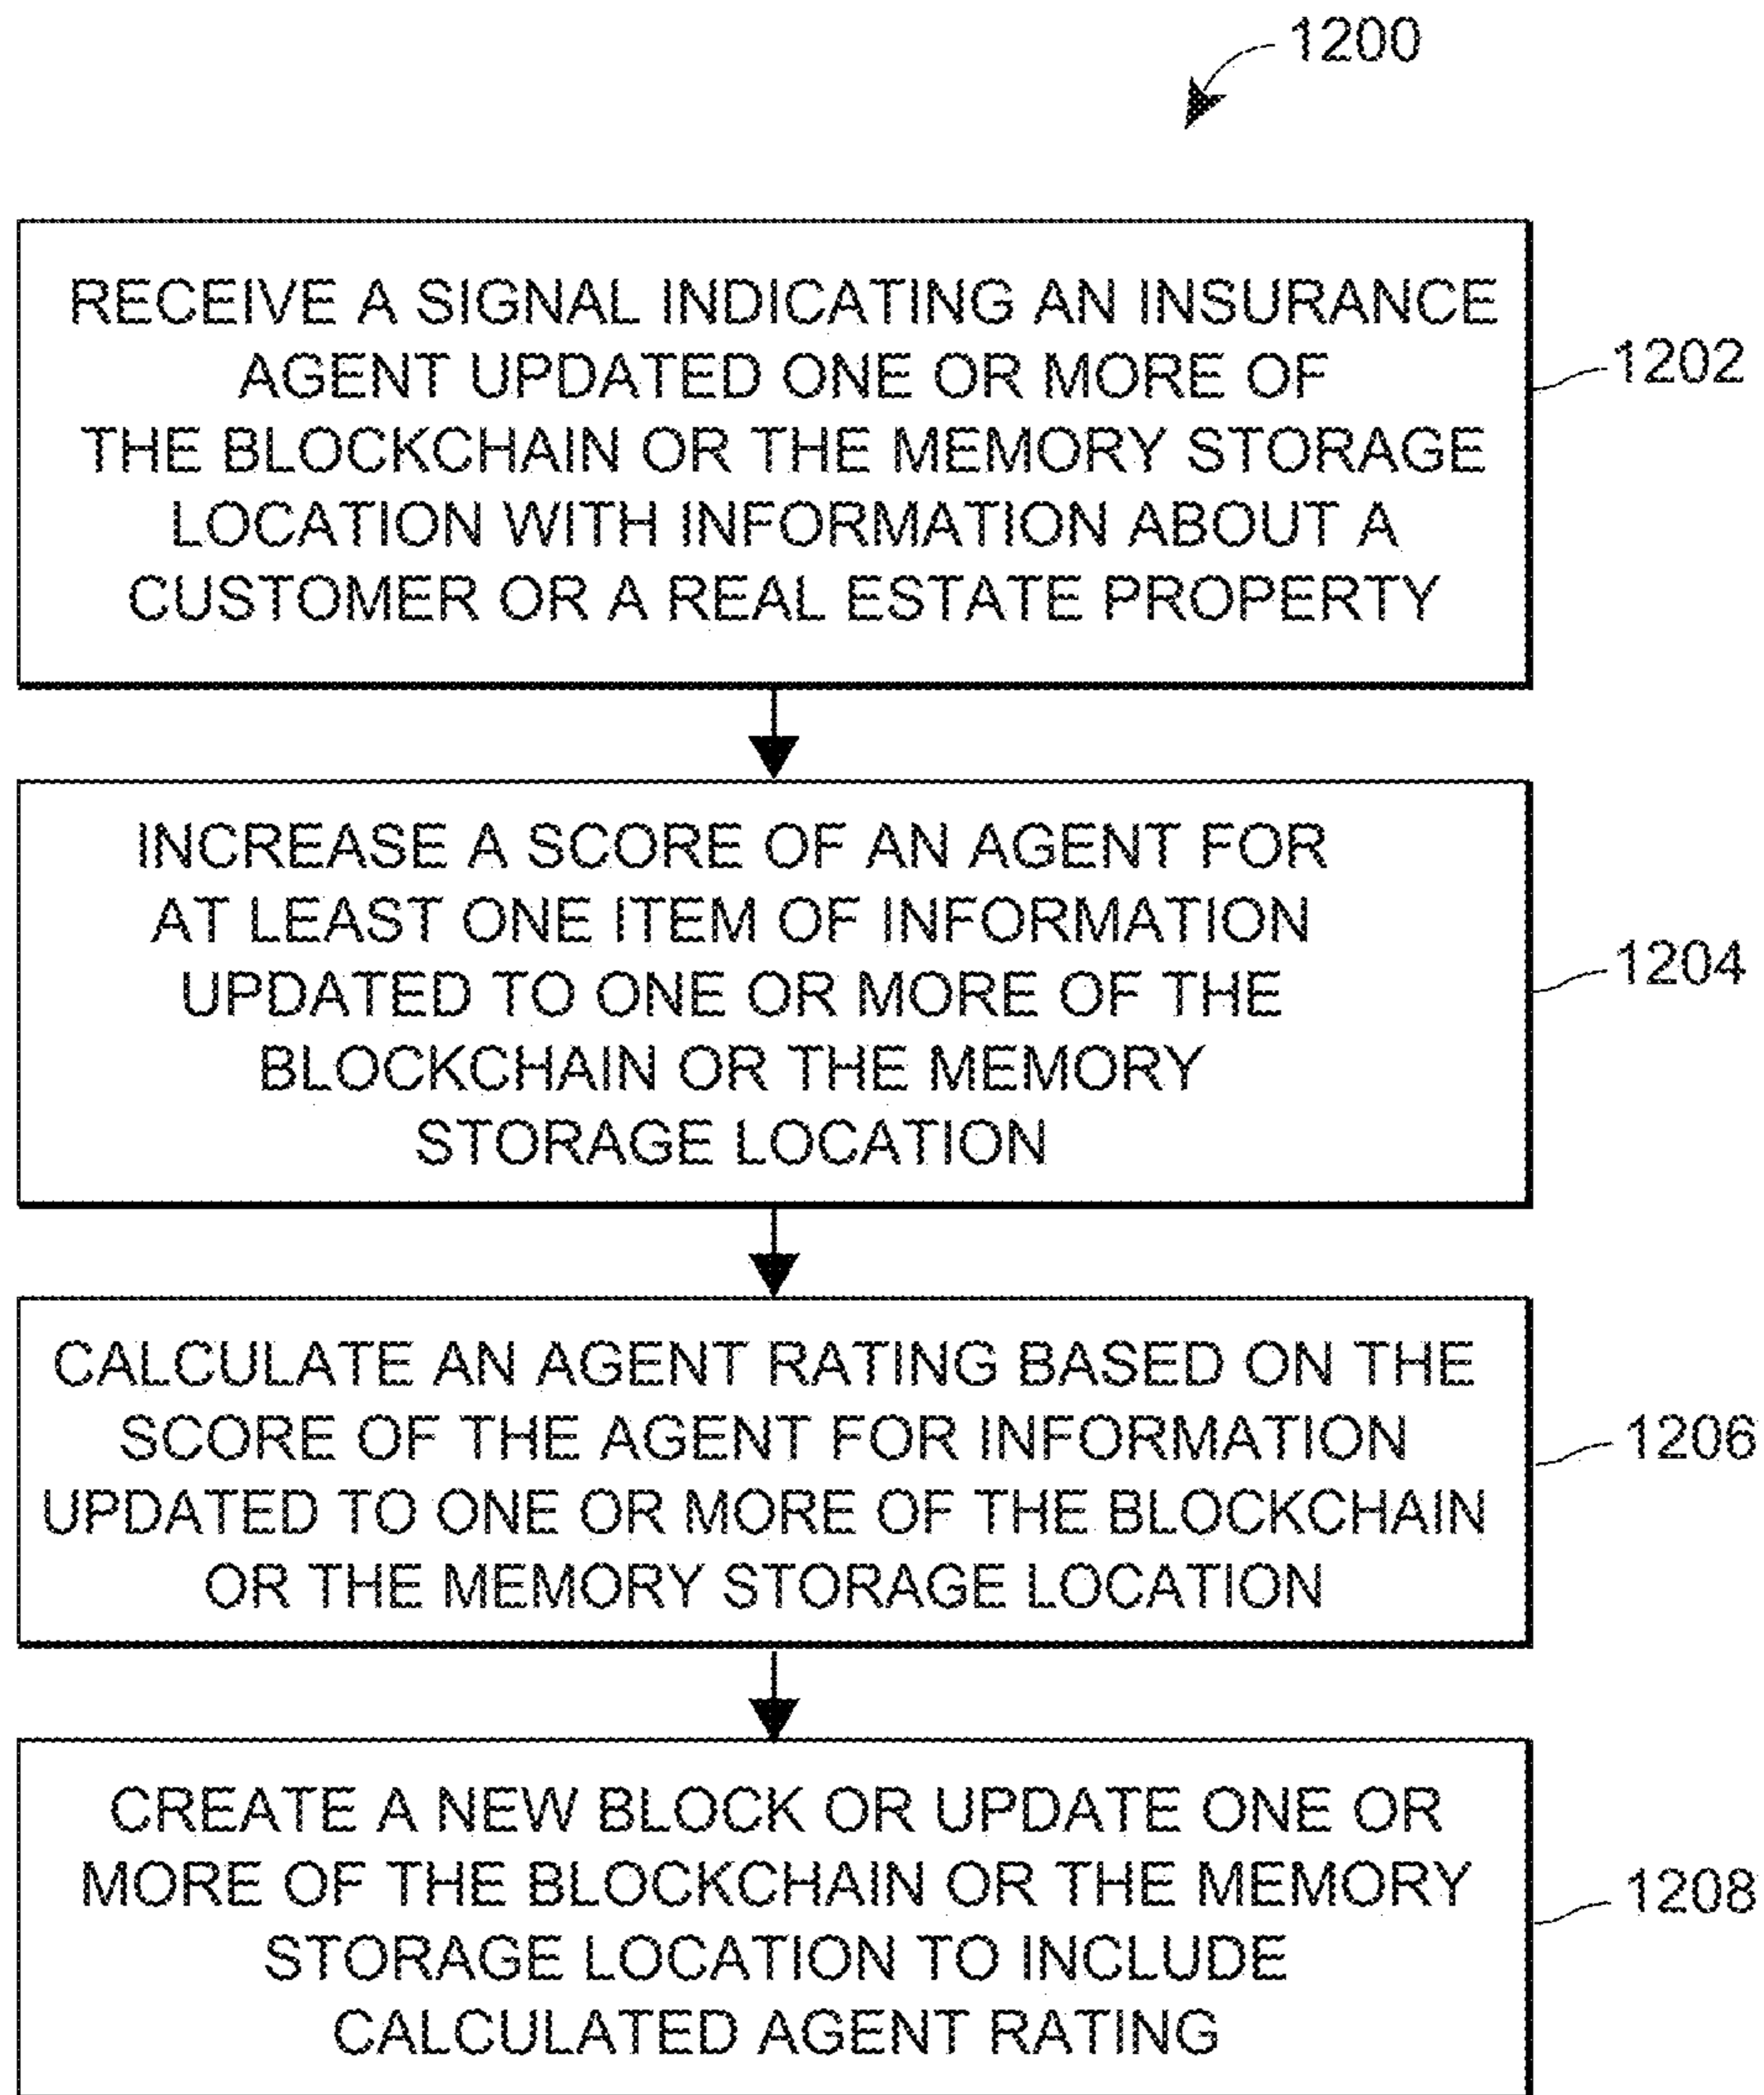 1200
RECEIVE A SIGNAL INDICATING AN INSURANCE
AGENT UPDATED ONE OR MORE OF
THE BLOCKCHAIN OR THE MEMORY STORAGE
LOCATION WITH INFORMATION ABOUT A
CUSTOMER OR A REAL ESTATE PROPERTY
1202
INCREASE A SCORE OF AN AGENT FOR
AT LEAST ONE ITEM OF INFORMATION
UPDATED TO ONE OR MORE OF THE
BLOCKCHAIN OR THE MEMORY
STORAGE LOCATION
1204
CALCULATE AN AGENT RATING BASED ON THE
SCORE OF THE AGENT FOR INFORMATION
UPDATED TO ONE OR MORE OF THE BLOCKCHAIN
OR THE MEMORY STORAGE LOCATION
1206
CREATE A NEW BLOCK OR UPDATE ONE OR
MORE OF THE BLOCKCHAIN OR THE MEMORY
STORAGE LOCATION TO INCLUDE
CALCULATED AGENT RATING
1208